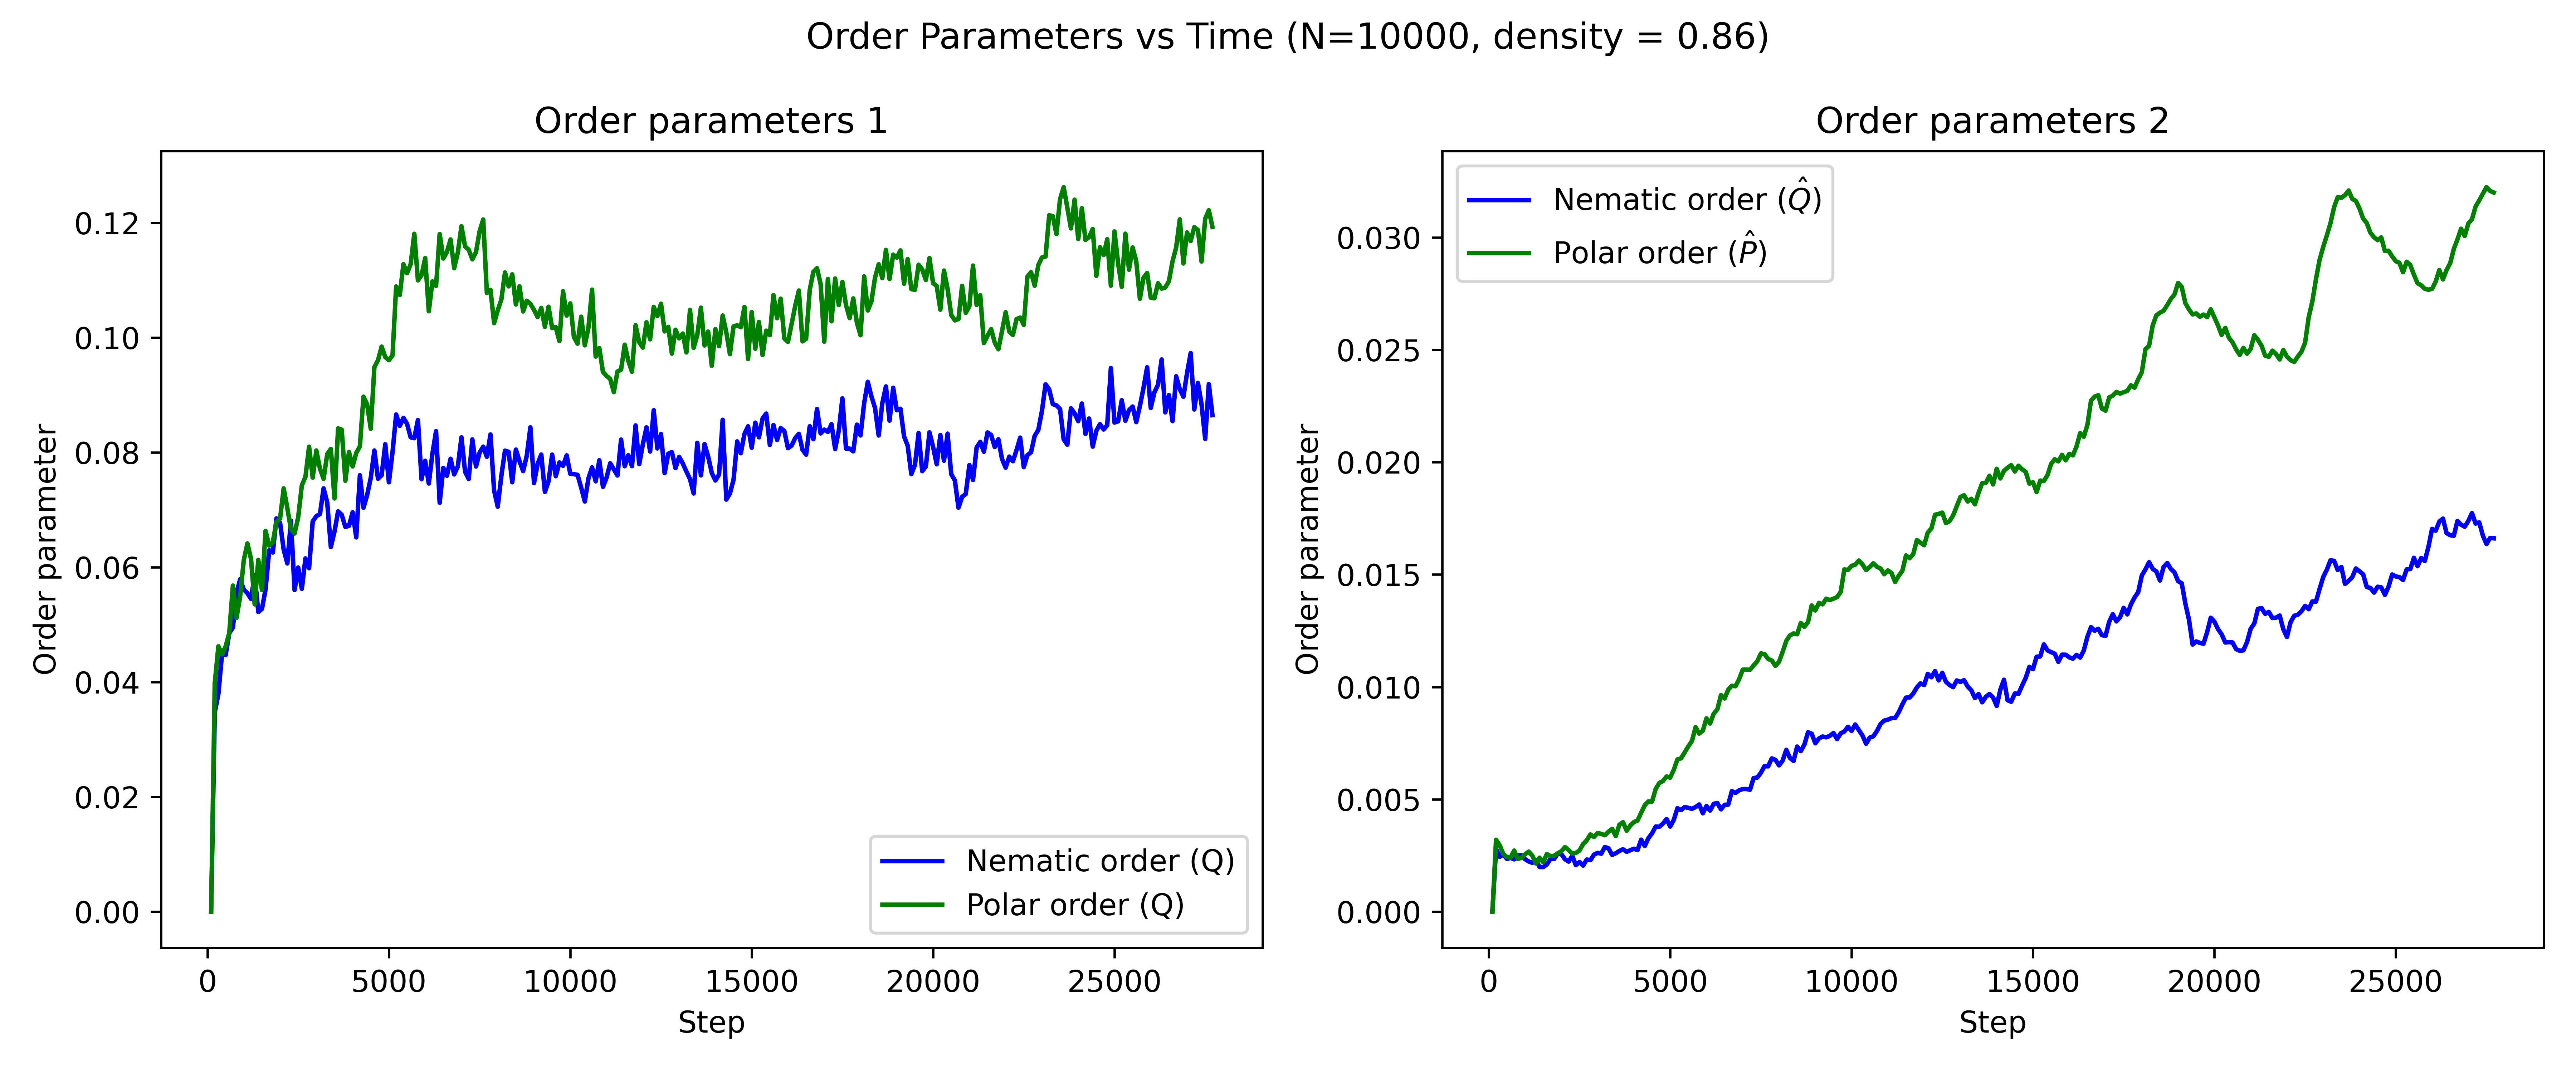 Order Parameters vs Time (N=10000, density = 0.86)
Order parameters 1
Order parameter
0.12
0.10
0.08
0.06
0.04
0.02
0.00
Nematic order (Q)
Polar order (Q)
0 5000 10000 15000 20000 25000
Step
Order parameters 2
Order parameter
Nematic order (Q̂)
Polar order (P̂)
0.030
0.025
0.020
0.015
0.010
0.005
0.000
0 5000 10000 15000 20000 25000
Step